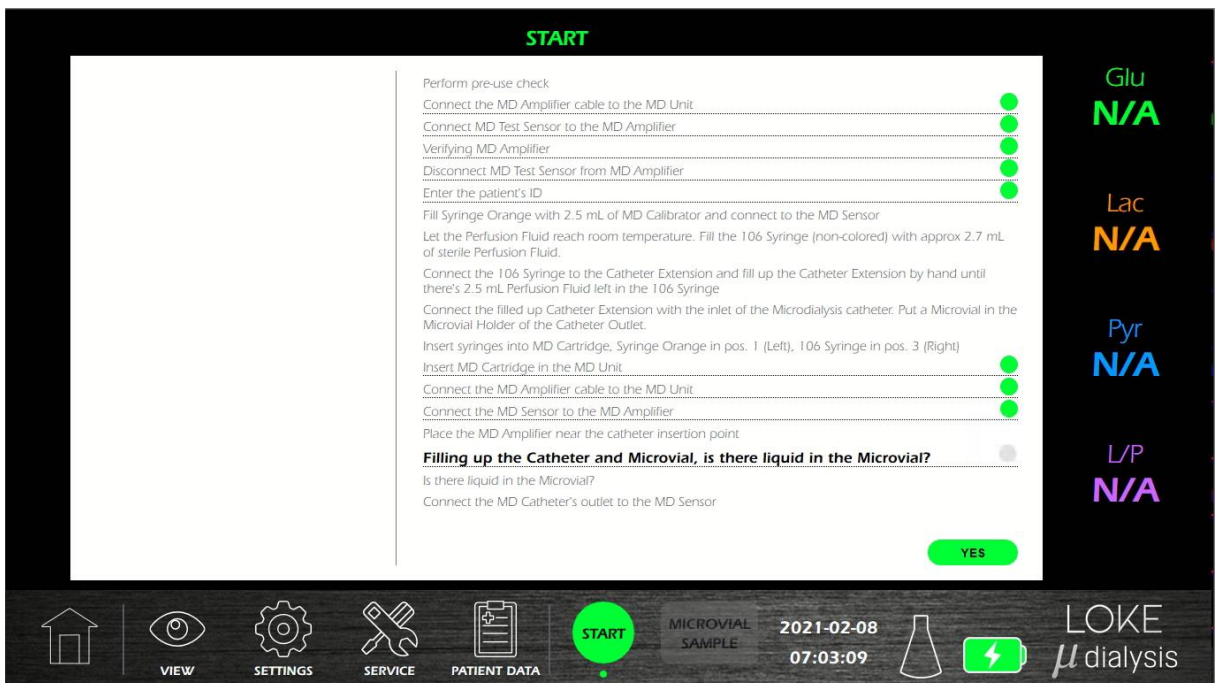 START
Perform pre-use check
Connect the MD Amplifier cable to the MD Unit
Connect MD Test Sensor to the MD Amplifier
Verifying MD Amplifier
Disconnect MD Test Sensor from MD Amplifier
Enter the patient's ID
Fill Syringe Orange with 2.5 mL of MD Calibrator and connect to the MD Sensor
Let the Perfusion Fluid reach room temperature. Fill the 106 Syringe (non-colored) with approx 2.7 mL
of sterile Perfusion Fluid.
Connect the 106 Syringe to the Catheter Extension and fill up the Catheter Extension by hand until
there's 2.5 mL Perfusion Fluid left in the 106 Syringe
Connect the filled up Catheter Extension with the inlet of the Microdialysis catheter. Put a Microvial in the
Microvial Holder of the Catheter Outlet.
Insert syringes into MD Cartridge, Syringe Orange in pos. 1 (Left), 106 Syringe in pos. 3 (Right)
Insert MD Cartridge in the MD Unit
Connect the MD Amplifier cable to the MD Unit
Connect the MD Sensor to the MD Amplifier
Place the MD Amplifier near the catheter insertion point
Filling up the Catheter and Microvial, is there liquid in the Microvial?
Is there liquid in the Microvial?
Connect the MD Catheter's outlet to the MD Sensor
YES
Glu
N/A
Lac
N/A
Pyr
N/A
L/P
N/A
VIEW
SETTINGS
SERVICE
PATIENT DATA
START
MICROVIAL
SAMPLE
2021-02-08
07:03:09
LOKE
μ dialysis